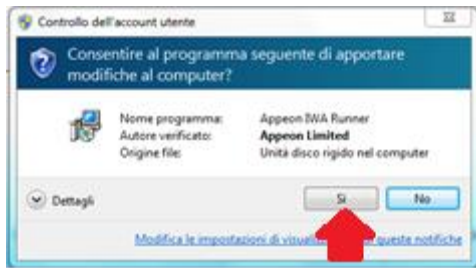 Controllo dell'account utente
Consentire al programma seguente di apportare
modifiche al computer?
Nome programma: Appeon IWA Runner
Autore verificato: Appeon Limited
Origine file: Unità disco rigido nel computer
Dettagli
Sì
No
Modifica le impostazioni di queste notifiche